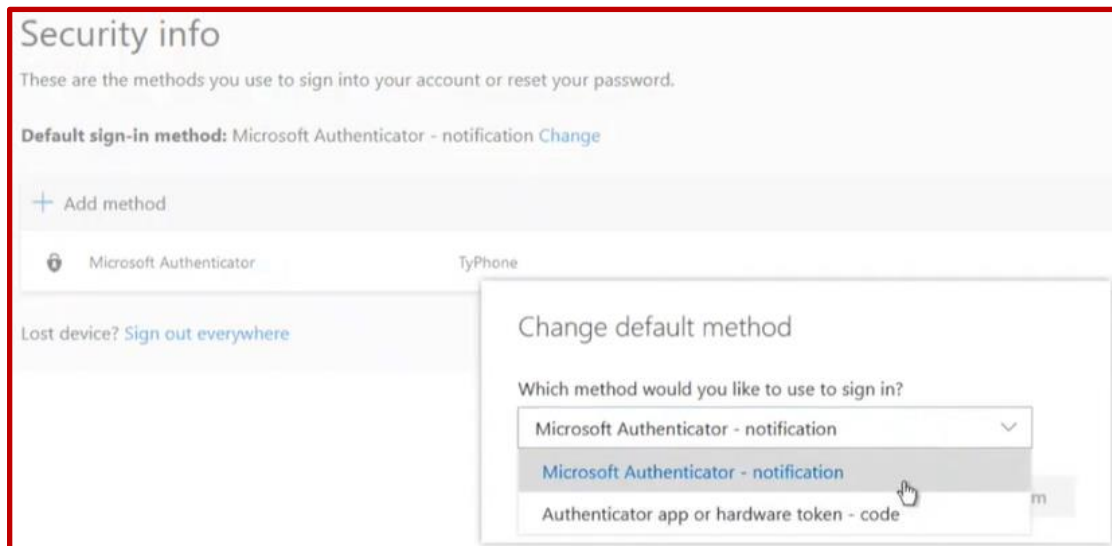 Security info
These are the methods you use to sign into your account or reset your password.
Default sign-in method: Microsoft Authenticator - notification Change
+ Add method
Microsoft Authenticator TyPhone
Lost device? Sign out everywhere
Change default method
Which method would you like to use to sign in?
Microsoft Authenticator - notification
Microsoft Authenticator - notification
Authenticator app or hardware token - code